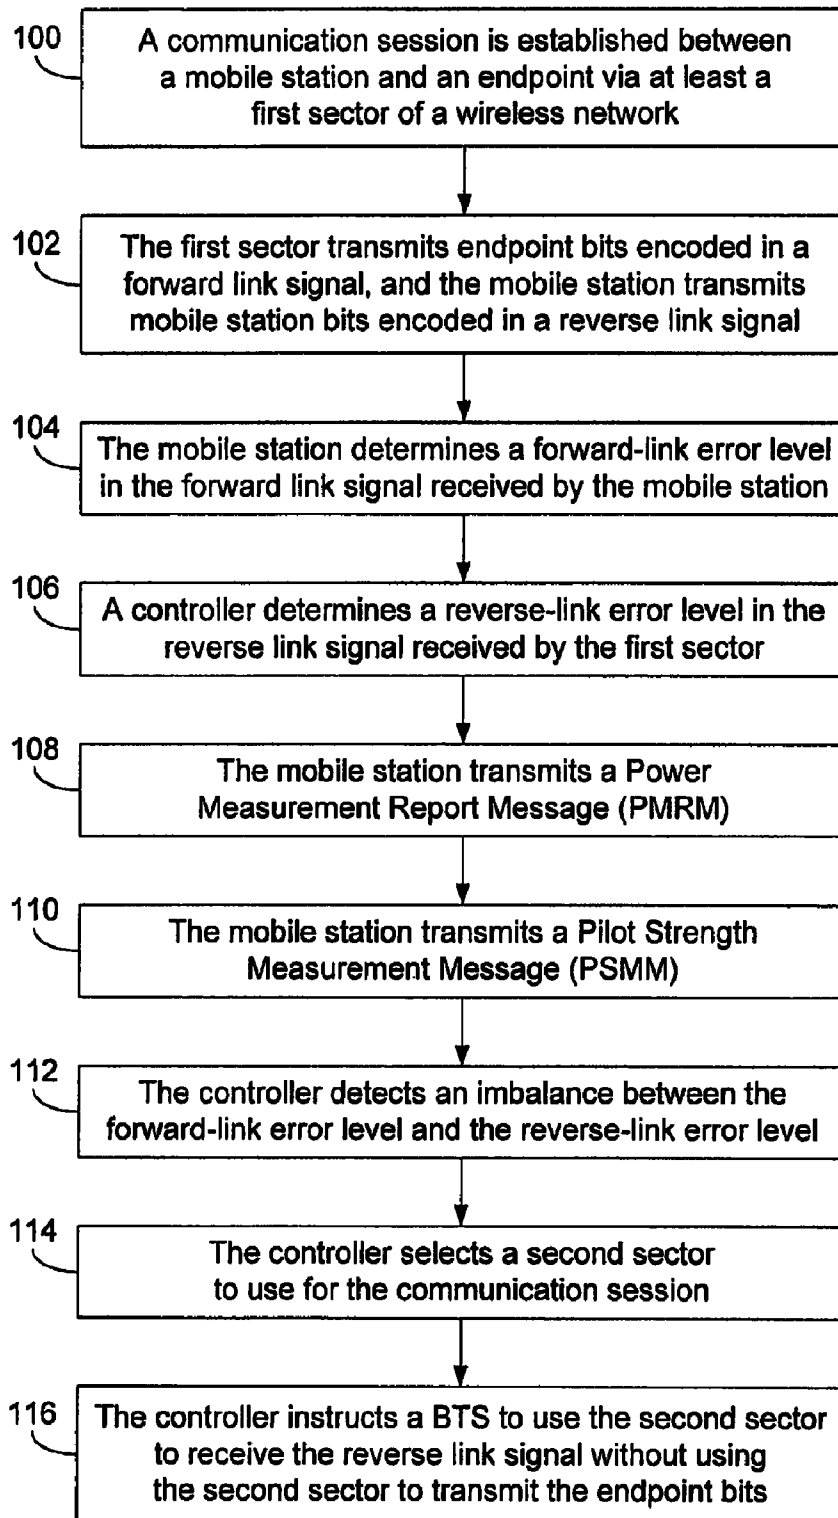 100
A communication session is established between
a mobile station and an endpoint via at least a
first sector of a wireless network
102
The first sector transmits endpoint bits encoded in a
forward link signal, and the mobile station transmits
mobile station bits encoded in a reverse link signal
104
The mobile station determines a forward-link error level
in the forward link signal received by the mobile station
106
A controller determines a reverse-link error level in the
reverse link signal received by the first sector
108
The mobile station transmits a Power
Measurement Report Message (PMRM)
110
The mobile station transmits a Pilot Strength
Measurement Message (PSMM)
112
The controller detects an imbalance between the
forward-link error level and the reverse-link error level
114
The controller selects a second sector
to use for the communication session
116
The controller instructs a BTS to use the second sector
to receive the reverse link signal without using
the second sector to transmit the endpoint bits